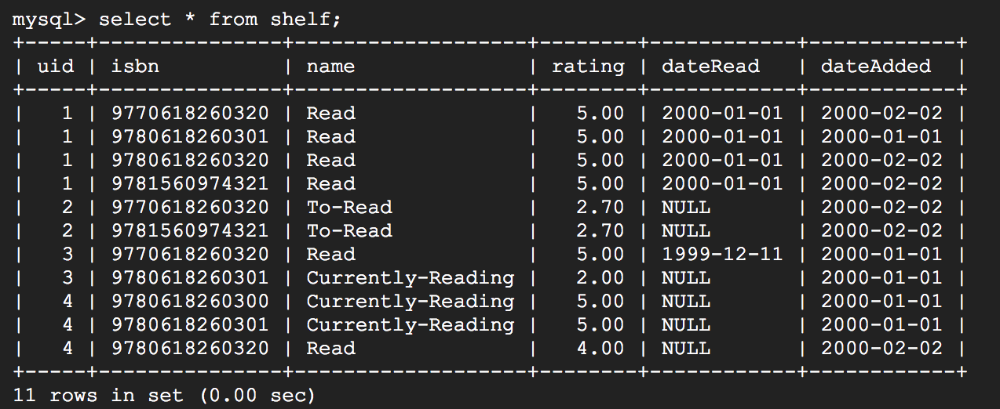 mysql> select * from shelf;
+-----+---------------+-------------------+--------+------------+------------+
| uid | isbn          | name              | rating | dateRead   | dateAdded  |
+-----+---------------+-------------------+--------+------------+------------+
|   1 | 9770618260320 | Read              |   5.00 | 2000-01-01 | 2000-02-02 |
|   1 | 9780618260301 | Read              |   5.00 | 2000-01-01 | 2000-01-01 |
|   1 | 9780618260320 | Read              |   5.00 | 2000-01-01 | 2000-02-02 |
|   1 | 9781560974321 | Read              |   5.00 | 2000-01-01 | 2000-02-02 |
|   2 | 9770618260320 | To-Read           |   2.70 | NULL       | 2000-02-02 |
|   2 | 9781560974321 | To-Read           |   2.70 | NULL       | 2000-02-02 |
|   3 | 9770618260320 | Read              |   5.00 | 1999-12-11 | 2000-01-01 |
|   3 | 9780618260301 | Currently-Reading |   2.00 | NULL       | 2000-01-01 |
|   4 | 9780618260300 | Currently-Reading |   5.00 | NULL       | 2000-01-01 |
|   4 | 9780618260301 | Currently-Reading |   5.00 | NULL       | 2000-01-01 |
|   4 | 9780618260320 | Read              |   4.00 | NULL       | 2000-02-02 |
+-----+---------------+-------------------+--------+------------+------------+
11 rows in set (0.00 sec)